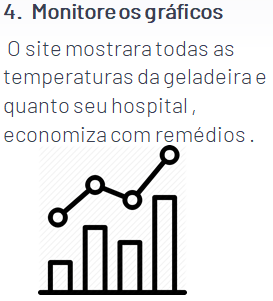 4. Monitore os gráficos
O site mostrara todas as
temperaturas da geladeira e
quanto seu hospital ,
economiza com remédios .